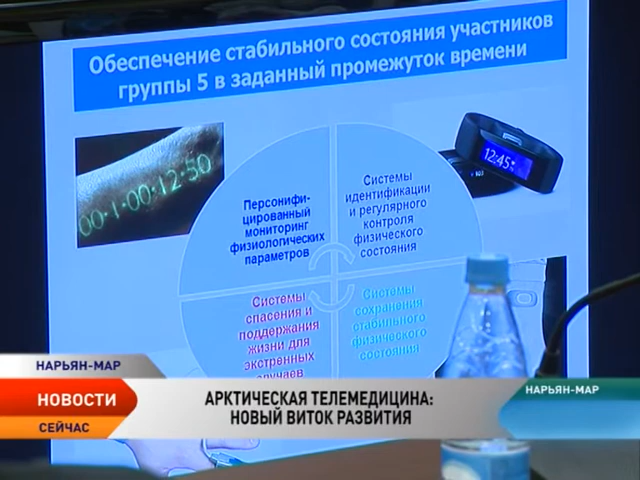 Обеспечение стабильного состояния участников
группы 5 в заданный промежуток времени
00·1·00:12:50
12:45
Персонифи-
цированный
мониторинг
физиологических
параметров
Системы
идентификации
и регулярного
контроля
физического
состояния
Системы
спасения и
поддержания
жизни для
экстренных
случаев
Системы
сохранения
стабильного
физического
состояния
НАРЬЯН-МАР
НОВОСТИ
СЕЙЧАС
АРКТИЧЕСКАЯ ТЕЛЕМЕДИЦИНА:
НОВЫЙ ВИТОК РАЗВИТИЯ
НАРЬЯН-МАР